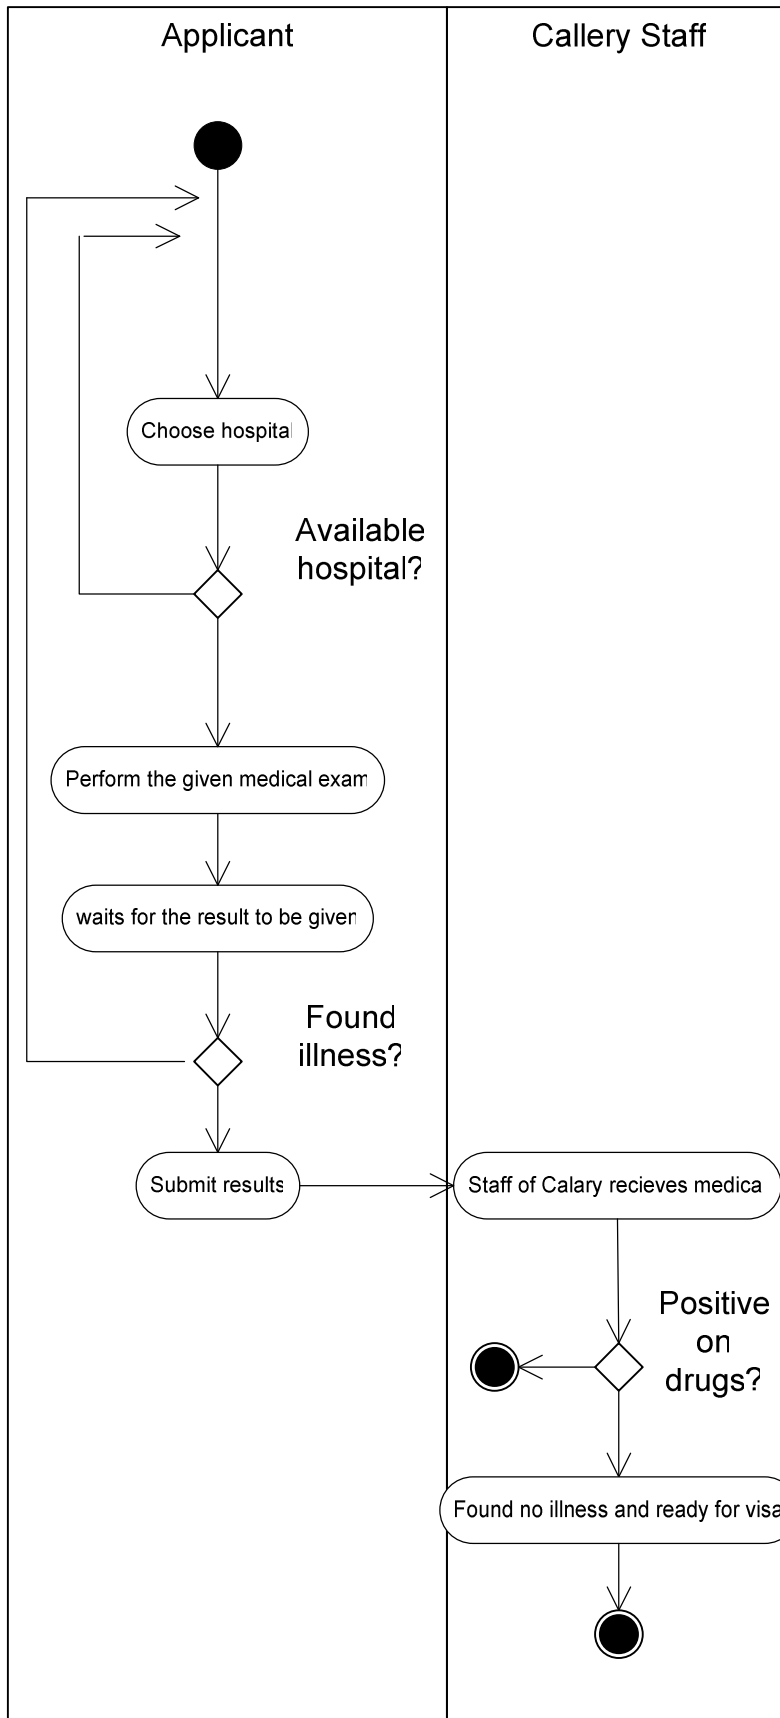 Applicant
Callery Staff
Choose hospital
Available
hospital?
Perform the given medical exam
waits for the result to be given
Found
illness?
Submit results
Staff of Calary recieves medica
Positive
on
drugs?
Found no illness and ready for visa